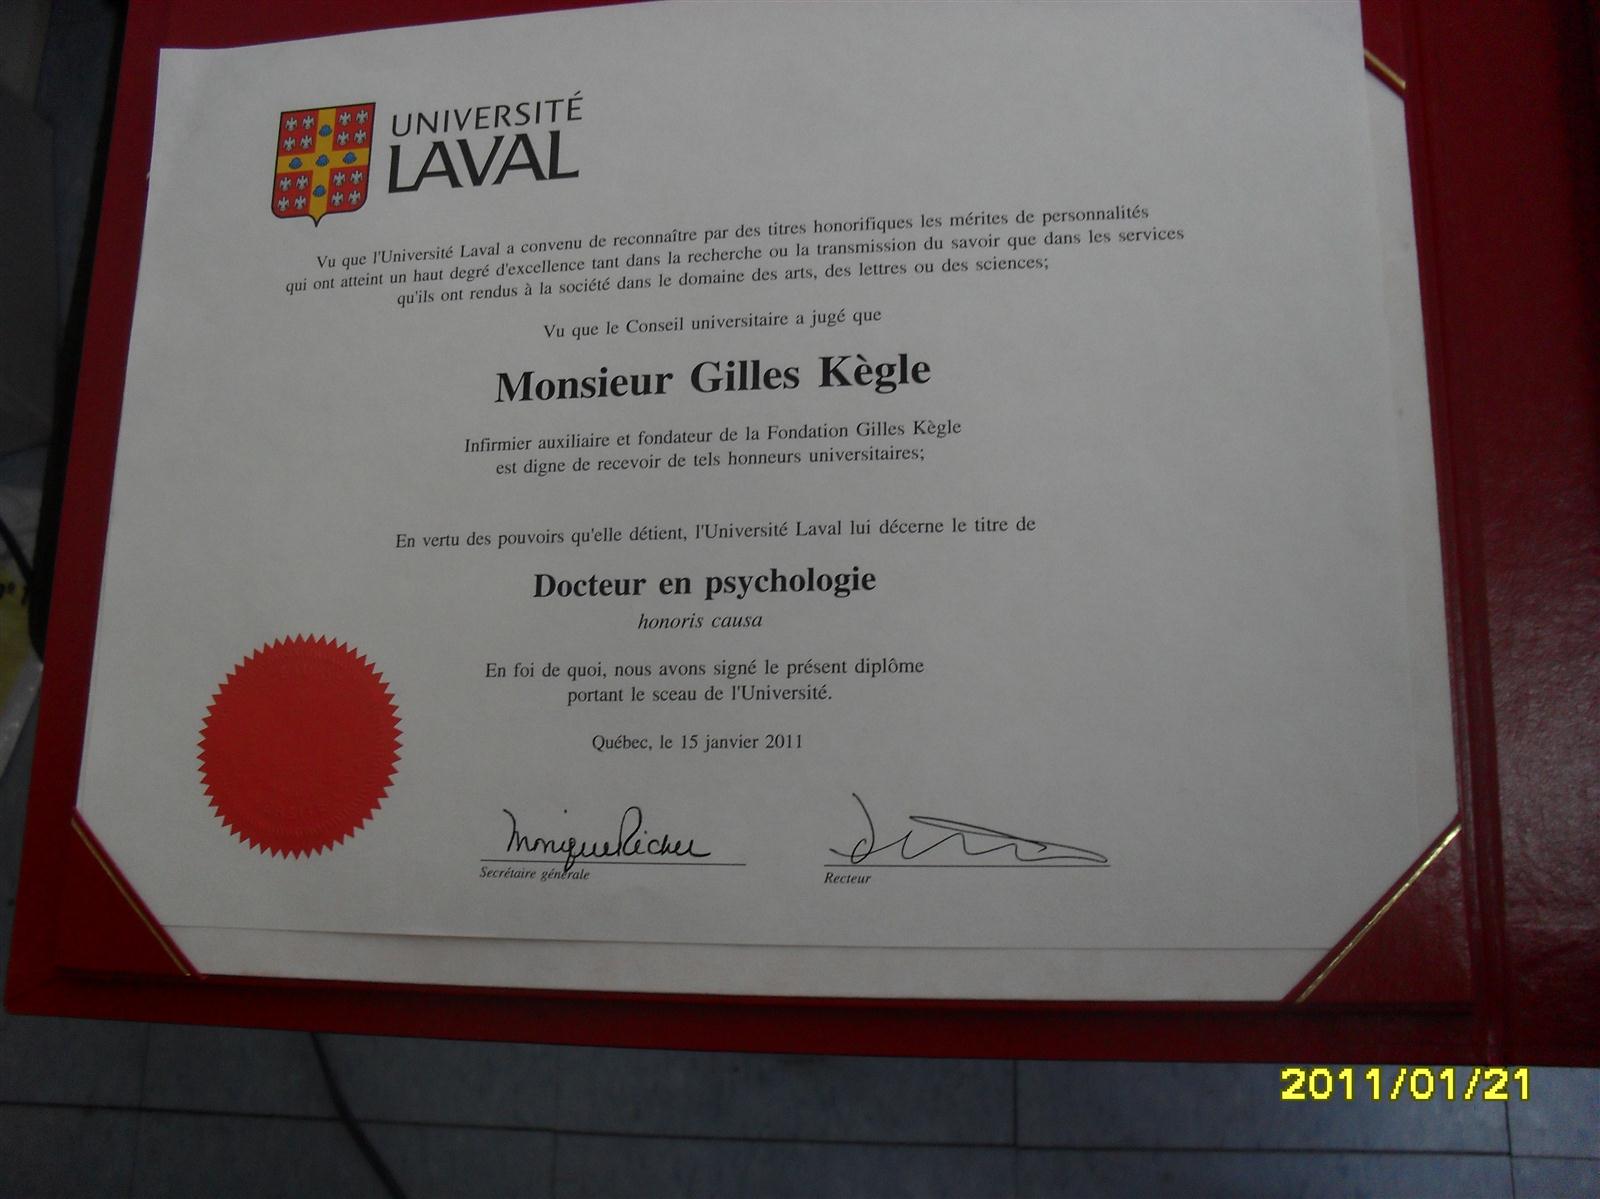 UNIVERSITÉ
LAVAL
Vu que l'Université Laval a convenu de reconnaître par des titres honorifiques les mérites de personnalités
qui ont atteint un haut degré d'excellence tant dans la recherche ou la transmission du savoir que dans les services
qu'ils ont rendus à la société dans le domaine des arts, des lettres ou des sciences;
Vu que le Conseil universitaire a jugé que
Monsieur Gilles Kègle
Infirmier auxiliaire et fondateur de la Fondation Gilles Kègle
est digne de recevoir de tels honneurs universitaires;
En vertu des pouvoirs qu'elle détient, l'Université Laval lui décerne le titre de
Docteur en psychologie
honoris causa
En foi de quoi, nous avons signé le présent diplôme
portant le sceau de l'Université.
Québec, le 15 janvier 2011
Monique Richer
Secrétaire générale
Recteur
2011/01/21